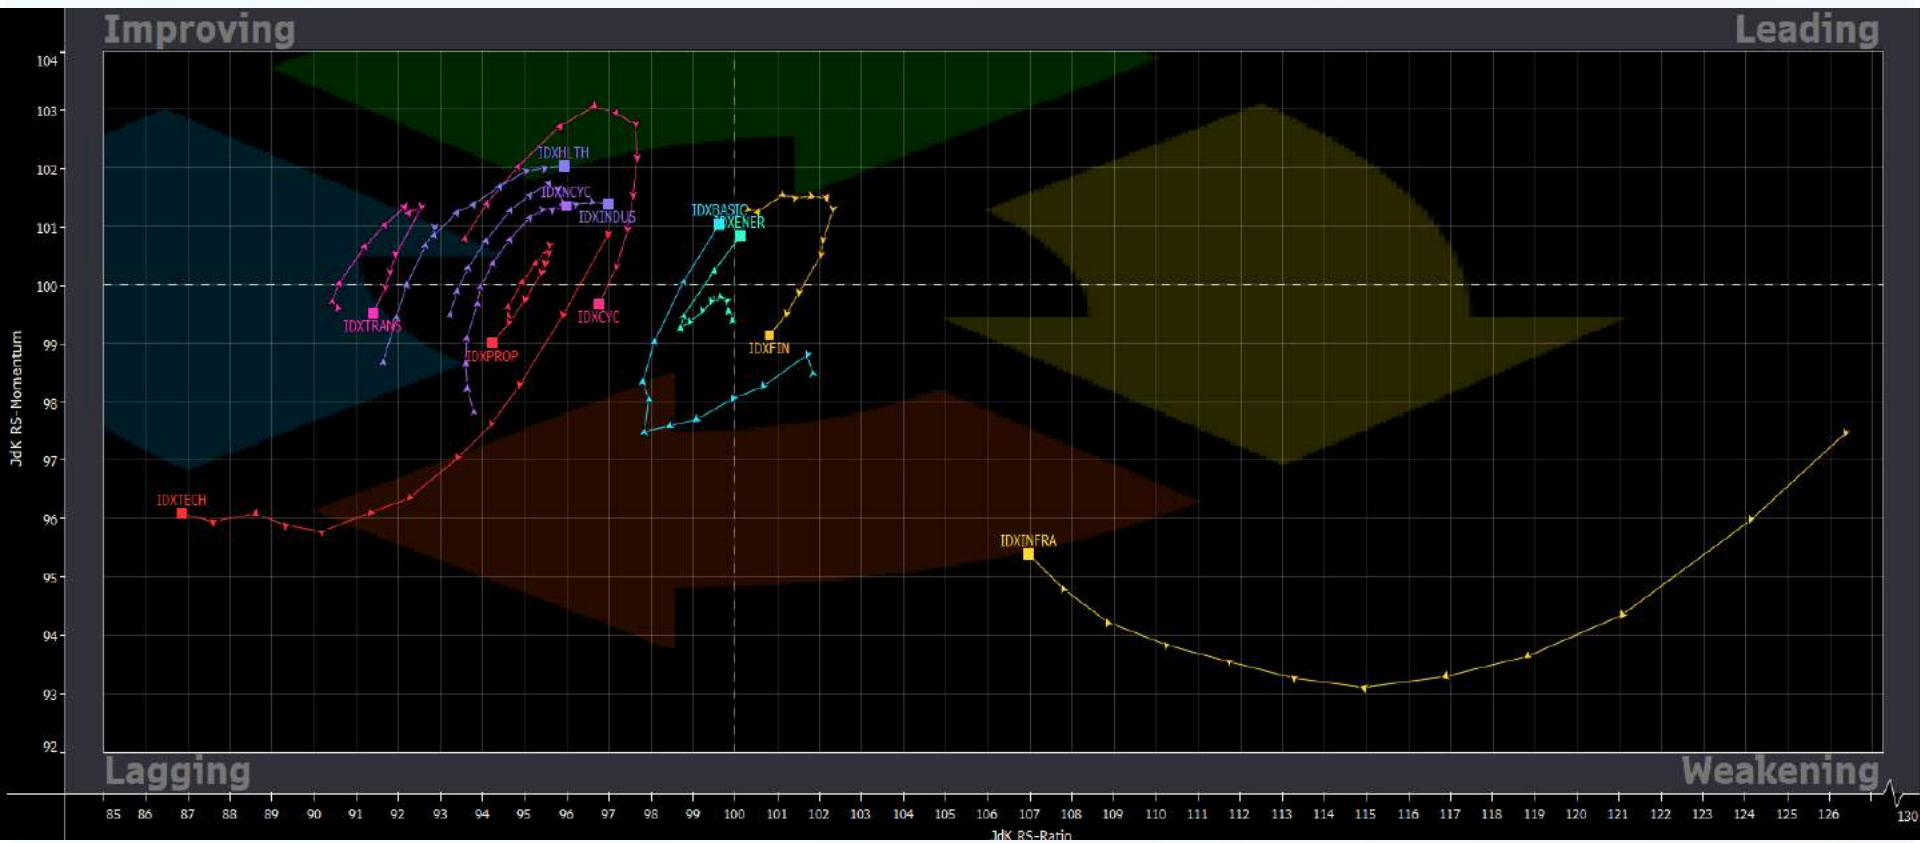 Improving
Leading
104
103
102
101
100
99
98
97
96
95
94
93
92
JdK RS-Momentum
IDXHLTH
IDXNCYC
IDXINDUS
IDXBASIC
IDXENER
IDXTRANS
IDXCYC
IDXPROP
IDXFIN
IDXTECH
IDXINFRA
Lagging
Weakening
85 86 87 88 89 90 91 92 93 94 95 96 97 98 99 100 101 102 103 104 105 106 107 108 109 110 111 112 113 114 115 116 117 118 119 120 121 122 123 124 125 126 130
JdK RS-Ratio